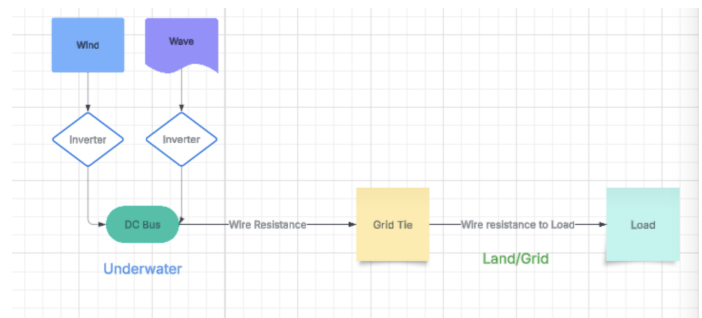 Wind
Wave
Inverter
Inverter
DC Bus
Wire Resistance
Grid Tie
Wire resistance to Load
Load
Underwater
Land/Grid